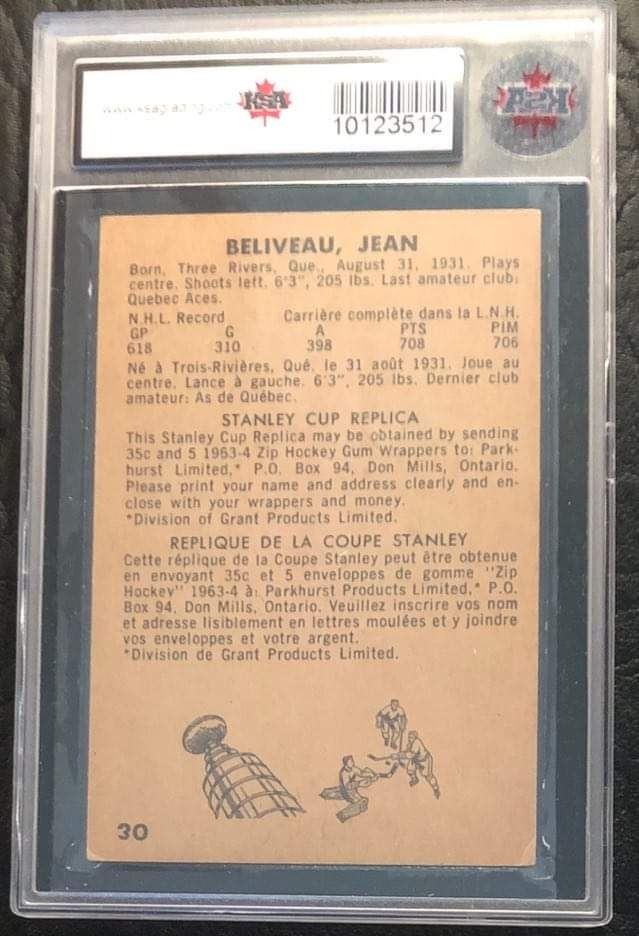 www.ksagrading.com KSA
10123512
KSA
BELIVEAU, JEAN
Born, Three Rivers, Que., August 31, 1931. Plays
centre. Shoots left. 6'3", 205 lbs. Last amateur club:
Quebec Aces.
N.H.L. Record Carrière complète dans la L.N.H.
GP G A PTS PIM
618 310 398 708 706
Né à Trois-Rivières, Qué. le 31 août 1931. Joue au
centre. Lance à gauche. 6'3", 205 lbs. Dernier club
amateur: As de Québec.
STANLEY CUP REPLICA
This Stanley Cup Replica may be obtained by sending
35c and 5 1963-4 Zip Hockey Gum Wrappers to: Park-
hurst Limited,* P.O. Box 94, Don Mills, Ontario.
Please print your name and address clearly and en-
close with your wrappers and money.
*Division of Grant Products Limited.
REPLIQUE DE LA COUPE STANLEY
Cette réplique de la Coupe Stanley peut être obtenue
en envoyant 35c et 5 enveloppes de gomme "Zip
Hockey" 1963-4 à: Parkhurst Products Limited,* P.O.
Box 94, Don Mills, Ontario. Veuillez inscrire vos nom
et adresse lisiblement en lettres moulées et y joindre
vos enveloppes et votre argent.
*Division de Grant Products Limited.
30